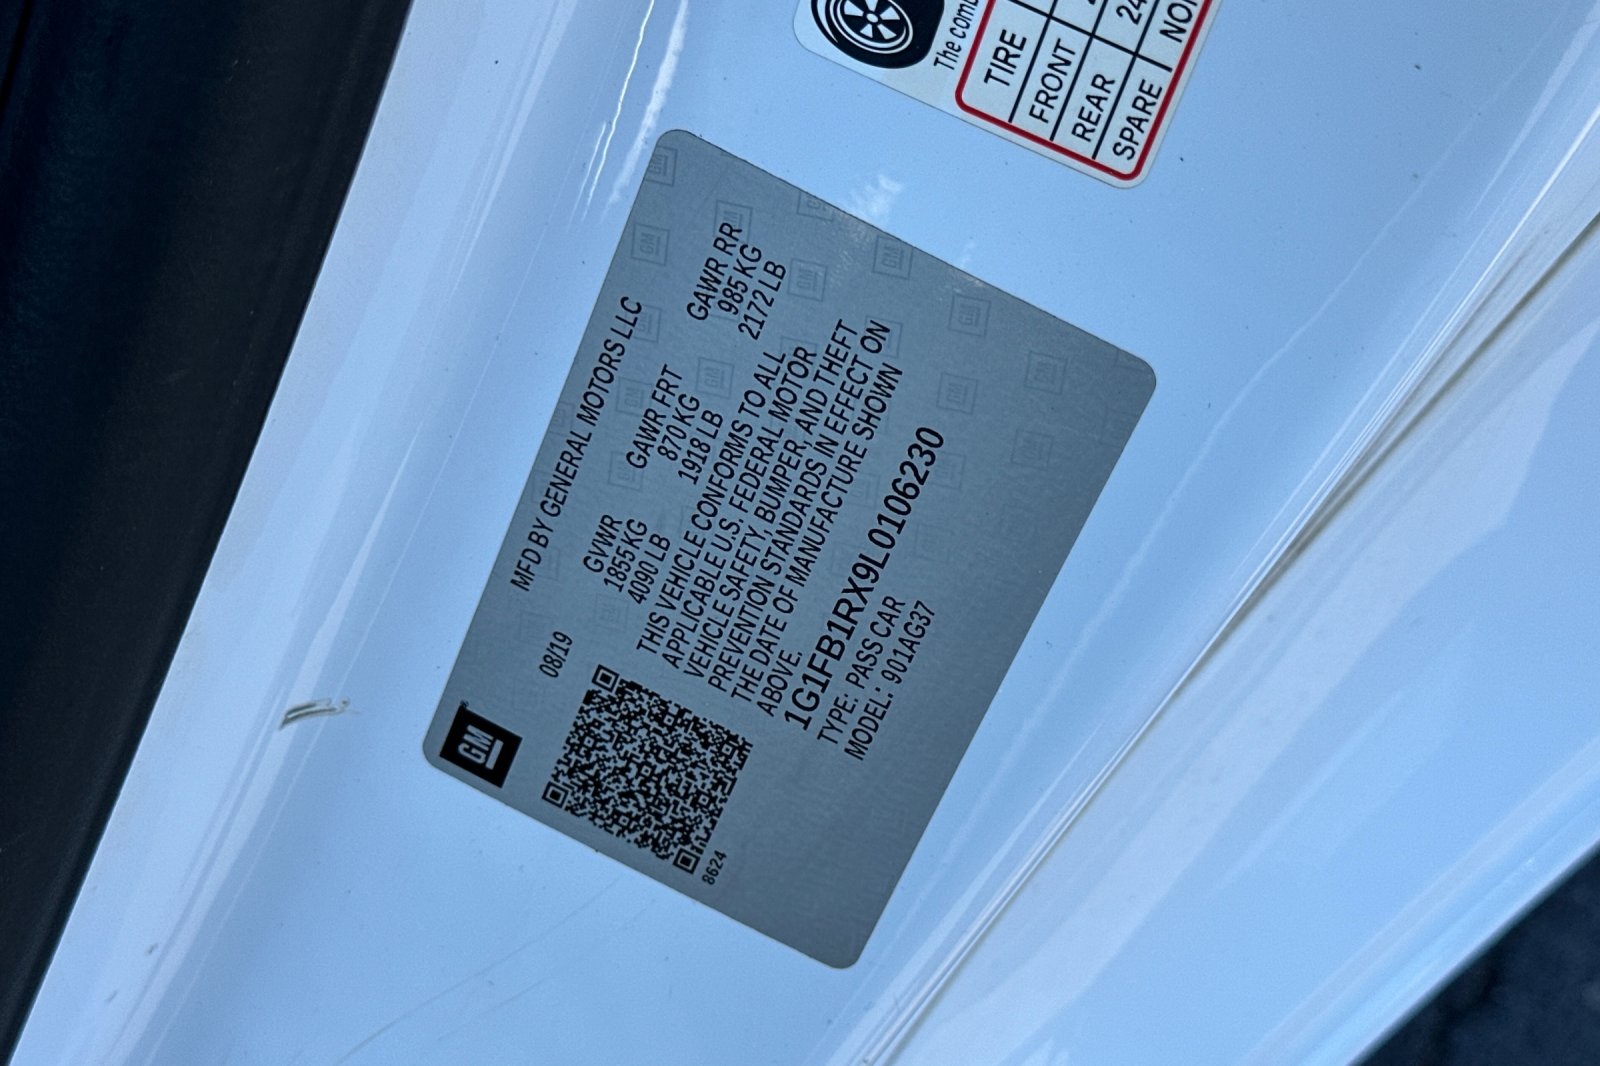 The
TIRE
FRONT
REAR
24
SPARE
GM
MFD BY GENERAL MOTORS LLC
08/19
GVWR GAWR FRT GAWR RR
1855 KG 870 KG 985 KG
4090 LB 1918 LB 2172 LB
THIS VEHICLE CONFORMS TO ALL
APPLICABLE U.S. FEDERAL MOTOR
VEHICLE SAFETY, BUMPER, AND THEFT
PREVENTION STANDARDS IN EFFECT ON
THE DATE OF MANUFACTURE SHOWN
ABOVE.
1G1FB1RX9L0106230
TYPE: PASS CAR
MODEL: 901AG37
8624